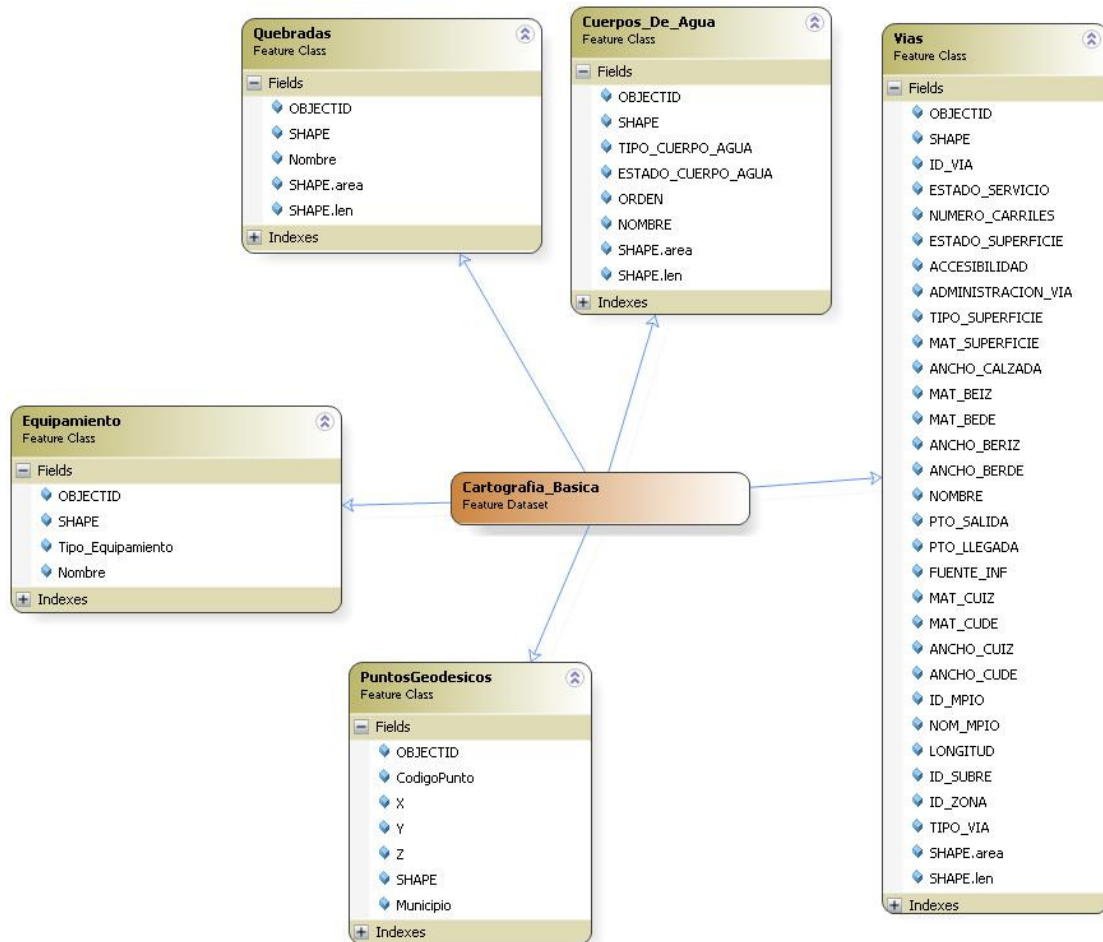 Quebradas
Feature Class
Fields
OBJECTID
SHAPE
Nombre
SHAPE.area
SHAPE.len
Indexes
Cuerpos_De_Agua
Feature Class
Fields
OBJECTID
SHAPE
TIPO_CUERPO_AGUA
ESTADO_CUERPO_AGUA
ORDEN
NOMBRE
SHAPE.area
SHAPE.len
Indexes
Vias
Feature Class
Fields
OBJECTID
SHAPE
ID_VIA
ESTADO_SERVICIO
NUMERO_CARRILES
ESTADO_SUPERFICIE
ACCESIBILIDAD
ADMINISTRACION_VIA
TIPO_SUPERFICIE
MAT_SUPERFICIE
ANCHO_CALZADA
MAT_BEIZ
MAT_BEDE
ANCHO_BERIZ
ANCHO_BERDE
NOMBRE
PTO_SALIDA
PTO_LLEGADA
FUENTE_INF
MAT_CUIZ
MAT_CUDE
ANCHO_CUIZ
ANCHO_CUDE
ID_MPIO
NOM_MPIO
LONGITUD
ID_SUBRE
ID_ZONA
TIPO_VIA
SHAPE.area
SHAPE.len
Indexes
Equipamiento
Feature Class
Fields
OBJECTID
SHAPE
Tipo_Equipamiento
Nombre
Indexes
Cartografia_Basica
Feature Dataset
PuntosGeodesicos
Feature Class
Fields
OBJECTID
CodigoPunto
X
Y
Z
SHAPE
Municipio
Indexes